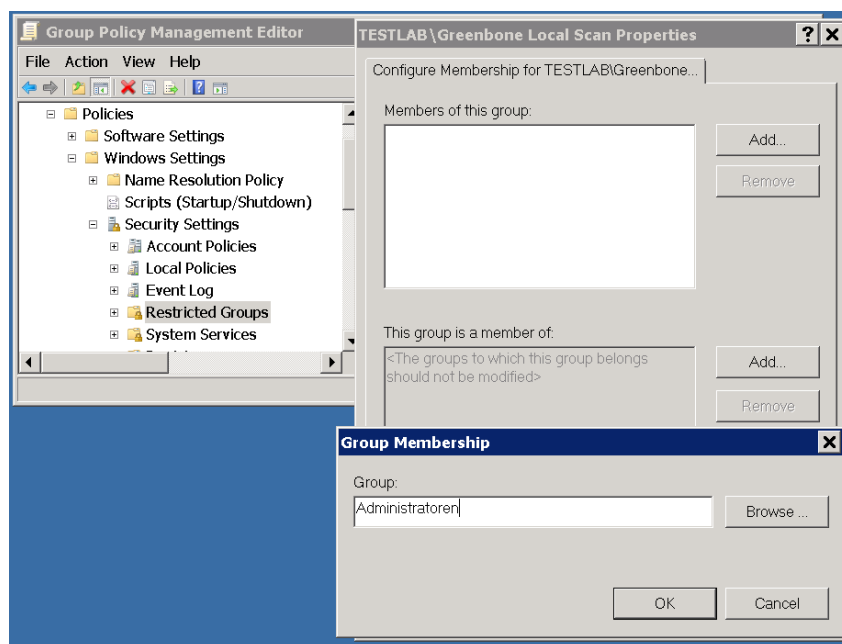 Group Policy Management Editor
File Action View Help
Policies
Software Settings
Windows Settings
Name Resolution Policy
Scripts (Startup/Shutdown)
Security Settings
Account Policies
Local Policies
Event Log
Restricted Groups
System Services
TESTLAB\Greenbone Local Scan Properties
Configure Membership for TESTLAB\Greenbone...
Members of this group:
Add...
Remove
This group is a member of:
<The groups to which this group belongs
should not be modified>
Add...
Remove
Group Membership
Group:
Administratoren
Browse ...
OK Cancel